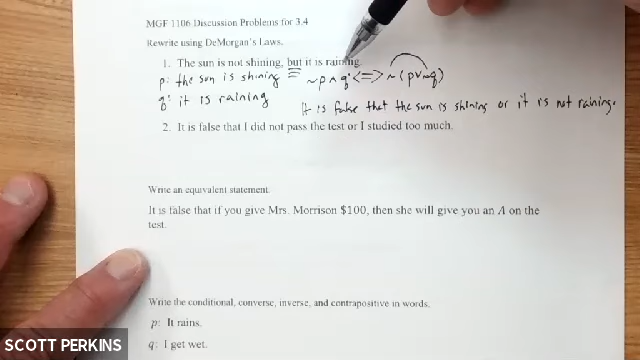 MGF 1106 Discussion Problems for 3.4
Rewrite using DeMorgan's Laws.
1. The sun is not shining, but it is raining.
p: the sun is shining ≡ ~p ∧ q <=> ~(p ∨ ~q)
q: it is raining
It is false that the sun is shining or it is not raining.
2. It is false that I did not pass the test or I studied too much.
Write an equivalent statement.
It is false that if you give Mrs. Morrison $100, then she will give you an A on the
test.
Write the conditional, converse, inverse, and contrapositive in words.
p: It rains.
q: I get wet.
SCOTT PERKINS